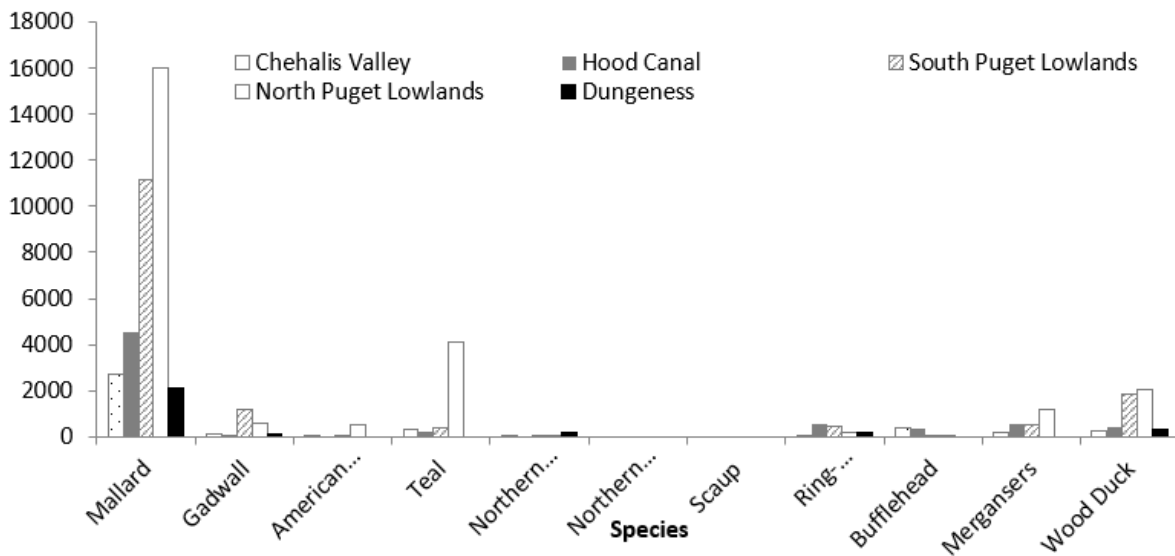 18000
16000
14000
12000
10000
8000
6000
4000
2000
0
Chehalis Valley
Hood Canal
South Puget Lowlands
North Puget Lowlands
Dungeness
Mallard
Gadwall
American...
Teal
Northern...
Northern...
Scaup
Ring-...
Bufflehead
Mergansers
Wood Duck
Species